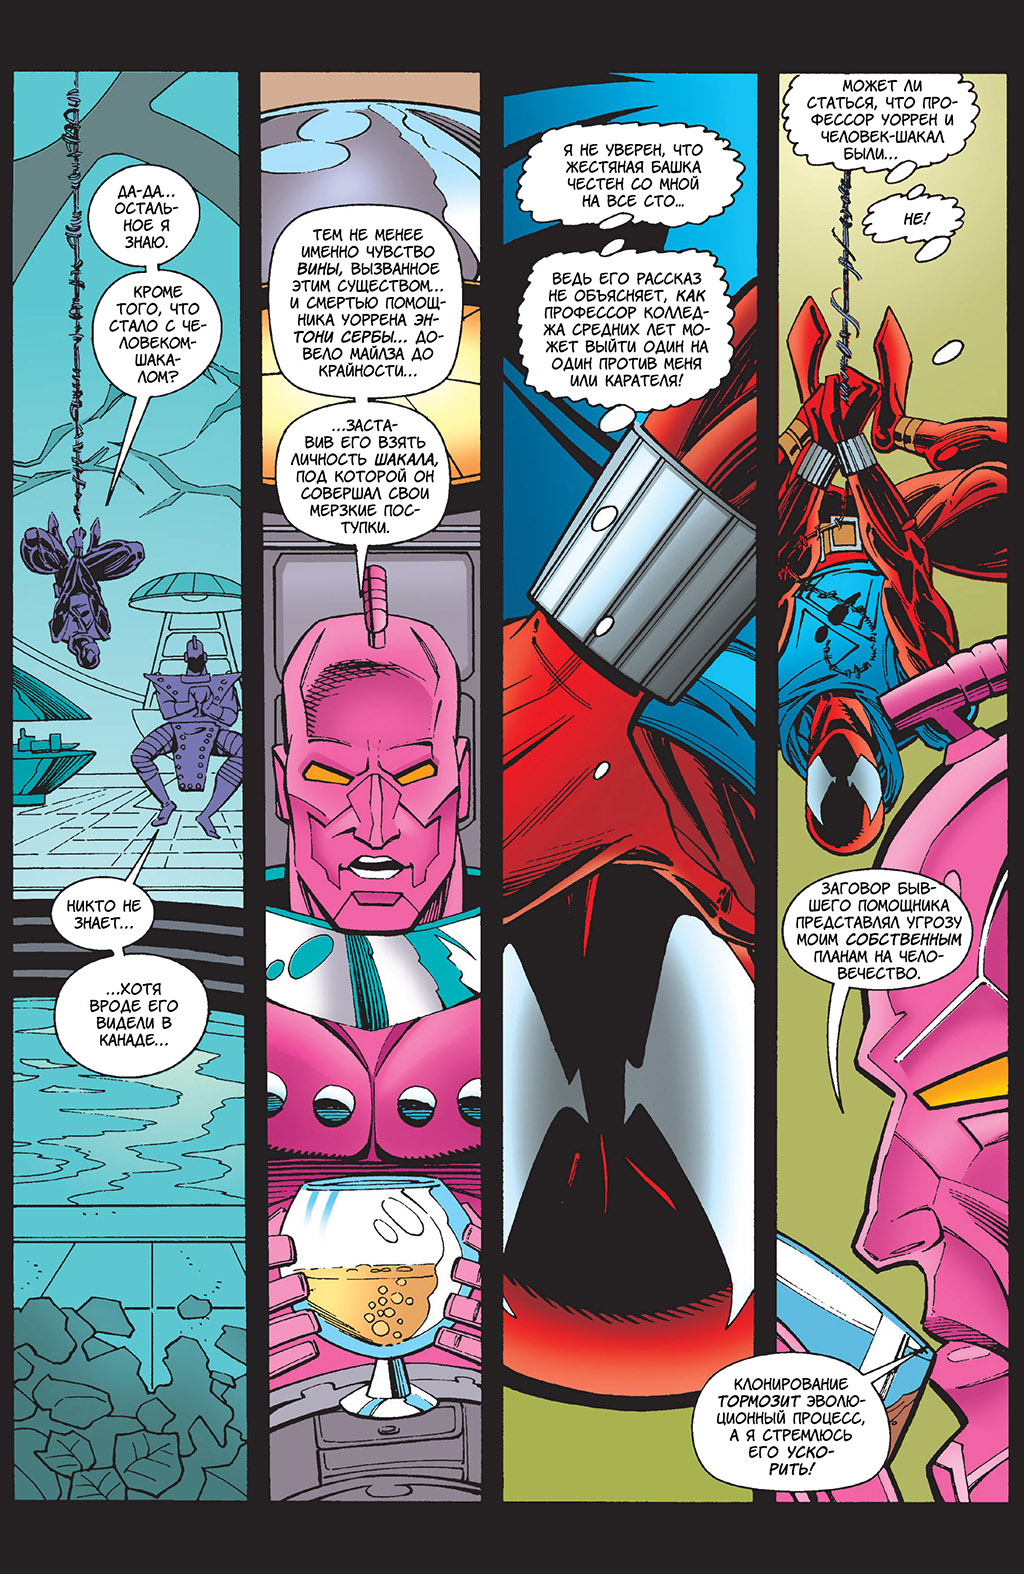 ДА-ДА...
ОСТАЛЬ-
НОЕ Я
ЗНАЮ.
КРОМЕ
ТОГО, ЧТО
СТАЛО С ЧЕ-
ЛОВЕКОМ-
ШАКА-
ЛОМ?
НИКТО НЕ
ЗНАЕТ...
...ХОТЯ
ВРОДЕ ЕГО
ВИДЕЛИ В
КАНАДЕ...
ТЕМ НЕ МЕНЕЕ
ИМЕННО ЧУВСТВО
ВИНЫ, ВЫЗВАННОЕ
ЭТИМ СУЩЕСТВОМ...
И СМЕРТЬЮ ПОМОЩ-
НИКА УОРРЕНА ЭН-
ТОНИ СЕРБЫ... ДО-
ВЕЛО МАЙЛЗА ДО
КРАЙНОСТИ...
...ЗАСТА-
ВИВ ЕГО ВЗЯТЬ
ЛИЧНОСТЬ ШАКАЛА,
ПОД КОТОРОЙ ОН
СОВЕРШАЛ СВОИ
МЕРЗКИЕ ПОС-
ТУПКИ.
Я НЕ УВЕРЕН, ЧТО
ЖЕСТЯНАЯ БАШКА
ЧЕСТЕН СО МНОЙ
НА ВСЕ СТО...
ВЕДЬ ЕГО РАССКАЗ
НЕ ОБЪЯСНЯЕТ, КАК
ПРОФЕССОР КОЛЛЕД-
ЖА СРЕДНИХ ЛЕТ МО-
ЖЕТ ВЫЙТИ ОДИН НА
ОДИН ПРОТИВ МЕНЯ
ИЛИ КАРАТЕЛЯ!
МОЖЕТ ЛИ
СТАТЬСЯ, ЧТО ПРО-
ФЕССОР УОРРЕН И
ЧЕЛОВЕК-ШАКАЛ
БЫЛИ...
НЕ!
ЗАГОВОР БЫВ-
ШЕГО ПОМОЩНИКА
ПРЕДСТАВЛЯЛ УГРОЗУ
МОИМ СОБСТВЕННЫМ
ПЛАНАМ НА ЧЕЛО-
ВЕЧЕСТВО.
КЛОНИРОВАНИЕ
ТОРМОЗИТ ЭВОЛЮ-
ЦИОННЫЙ ПРОЦЕСС,
А Я СТРЕМЛЮСЬ
ЕГО УСКО-
РИТЬ!